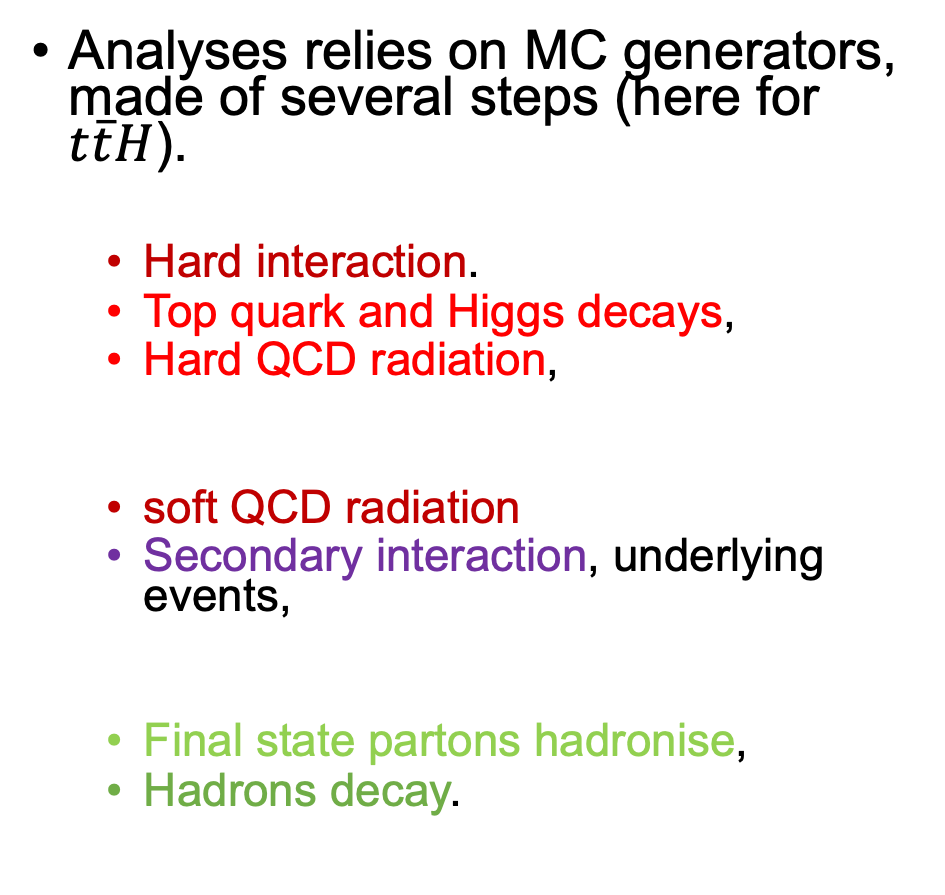 • Analyses relies on MC generators,
made of several steps (here for
tt̄H).
• Hard interaction.
• Top quark and Higgs decays,
• Hard QCD radiation,
• soft QCD radiation
• Secondary interaction, underlying
events,
• Final state partons hadronise,
• Hadrons decay.